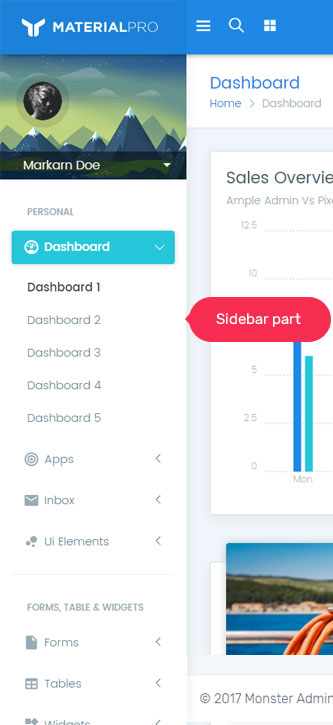 MATERIALPRO
Markarn Doe
PERSONAL
Dashboard
Dashboard 1
Dashboard 2
Dashboard 3
Dashboard 4
Dashboard 5
Apps
Inbox
Ui Elements
FORMS, TABLE & WIDGETS
Forms
Tables
Widgets
Dashboard
Home > Dashboard
Sales Overvie
Ample Admin Vs Pix
12.5
10
5
2.5
0
Mon
Sidebar part
© 2017 Monster Admin